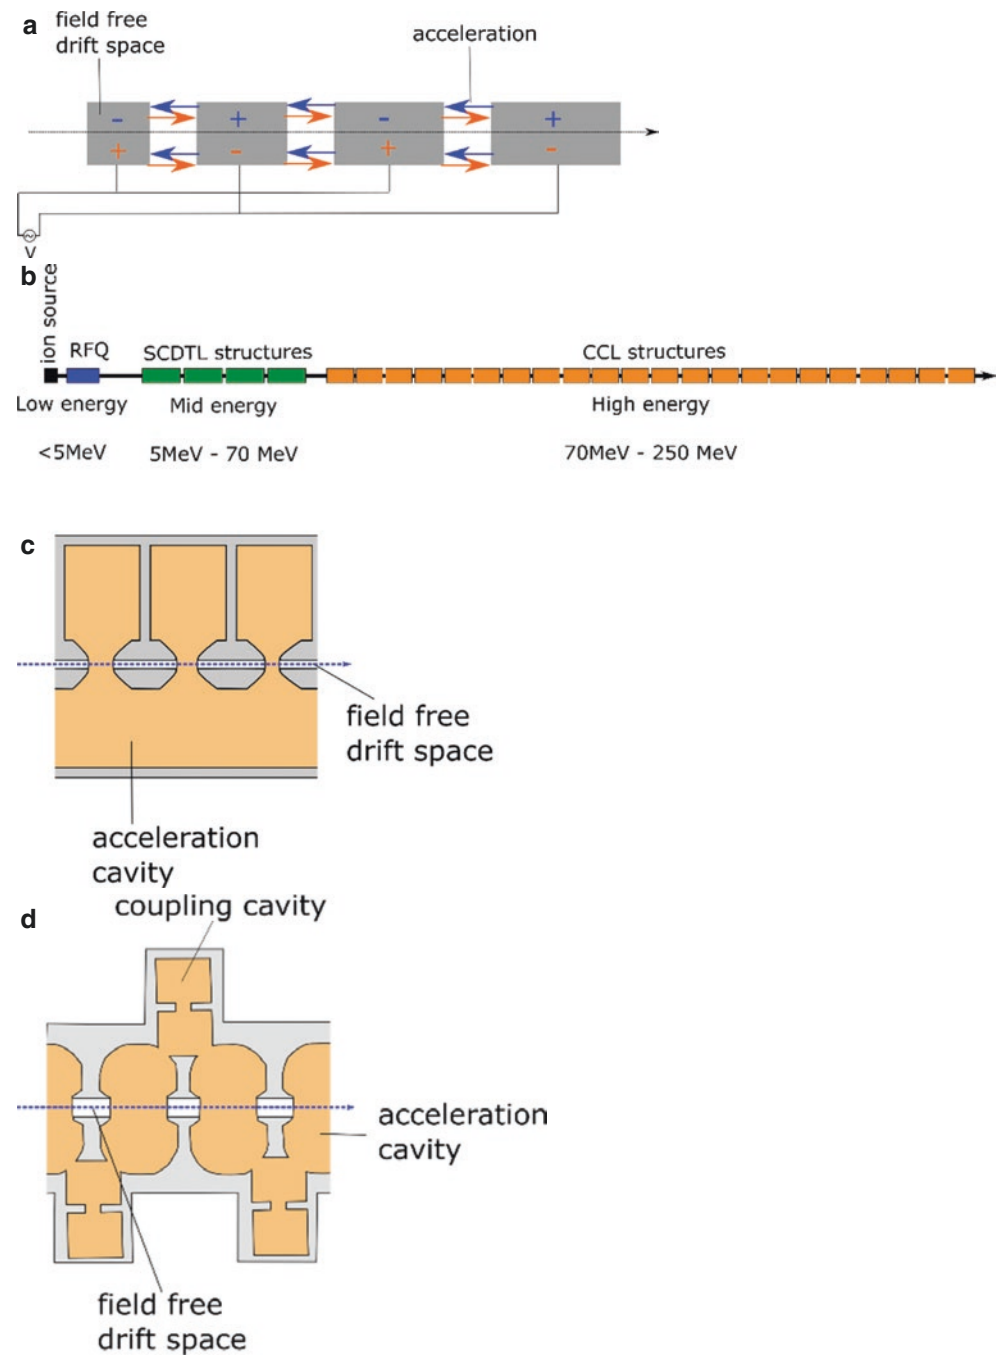 a
field free
drift space
acceleration
- + - +
+ - + -
V
b
ion source
RFQ
SCDTL structures
CCL structures
Low energy
Mid energy
High energy
<5MeV
5MeV - 70 MeV
70MeV - 250 MeV
c
field free
drift space
acceleration
cavity
d
coupling cavity
acceleration
cavity
field free
drift space